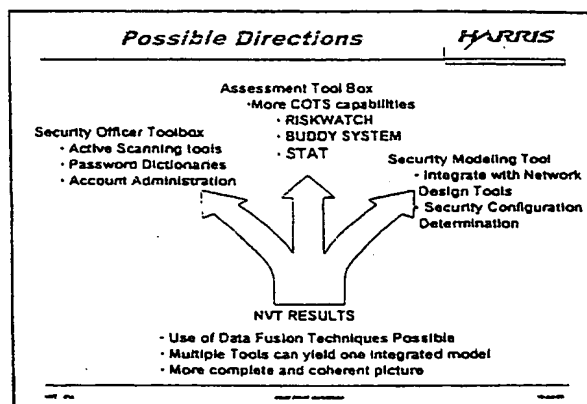 Possible Directions
HARRIS
Assessment Tool Box
•More COTS capabilities
• RISKWATCH
• BUDDY SYSTEM
• STAT
Security Officer Toolbox
• Active Scanning tools
• Password Dictionaries
• Account Administration
Security Modeling Tool
• Integrate with Network
Design Tools
• Security Configuration
Determination
NVT RESULTS
• Use of Data Fusion Techniques Possible
• Multiple Tools can yield one integrated model
• More complete and coherent picture